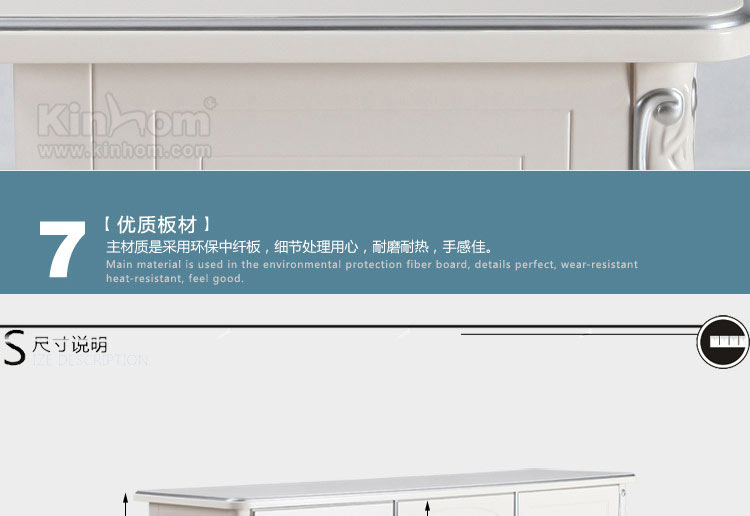 Kinhom
www.kinhom.com
7
【 优质板材 】
主材质是采用环保中纤板，细节处理用心，耐磨耐热，手感佳。
Main material is used in the environmental protection fiber board, details perfect, wear-resistant
heat-resistant, feel good.
尺寸说明
SIZE DESCRIPTION